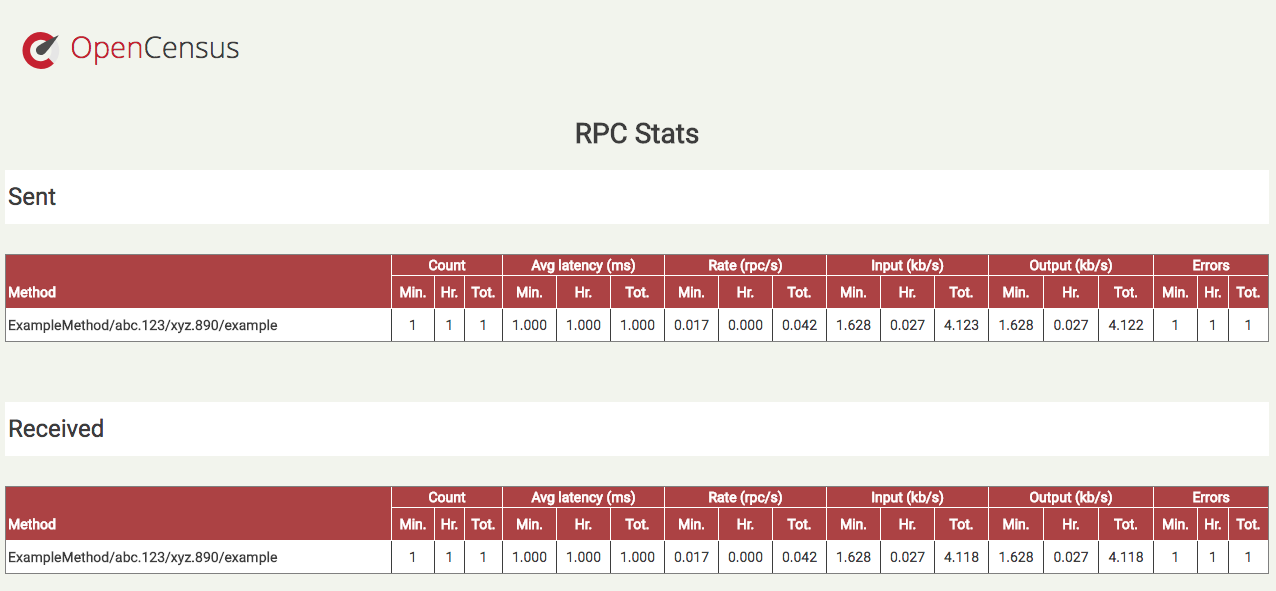 OpenCensus
RPC Stats
Sent
Count Avg latency (ms) Rate (rpc/s) Input (kb/s) Output (kb/s) Errors
Method Min. Hr. Tot. Min. Hr. Tot. Min. Hr. Tot. Min. Hr. Tot. Min. Hr. Tot. Min. Hr. Tot.
ExampleMethod/abc.123/xyz.890/example 1 1 1 1.000 1.000 1.000 0.017 0.000 0.042 1.628 0.027 4.123 1.628 0.027 4.122 1 1 1
Received
Count Avg latency (ms) Rate (rpc/s) Input (kb/s) Output (kb/s) Errors
Method Min. Hr. Tot. Min. Hr. Tot. Min. Hr. Tot. Min. Hr. Tot. Min. Hr. Tot. Min. Hr. Tot.
ExampleMethod/abc.123/xyz.890/example 1 1 1 1.000 1.000 1.000 0.017 0.000 0.042 1.628 0.027 4.118 1.628 0.027 4.118 1 1 1